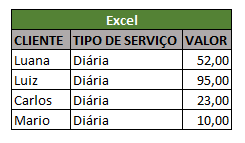 Excel
CLIENTE TIPO DE SERVIÇO VALOR
Luana Diária 52,00
Luiz Diária 95,00
Carlos Diária 23,00
Mario Diária 10,00